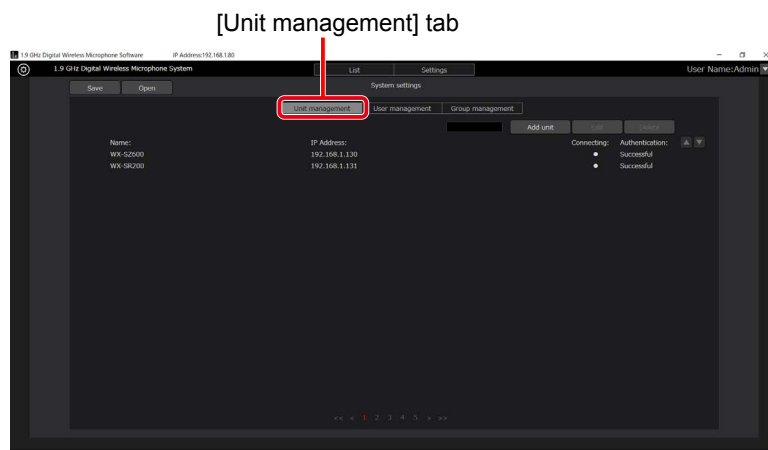 [Unit management] tab
1.9 GHz Digital Wireless Microphone Software IP Address:192.168.1.80
1.9 GHz Digital Wireless Microphone System List Settings User Name:Admin
Save Open System settings
Unit management User management Group management
Add unit Edit Delete
Name: IP Address: Connecting: Authentication:
WX-SZ600 192.168.1.130 Successful
WX-SR200 192.168.1.131 Successful
<< < 1 2 3 4 5 > >>